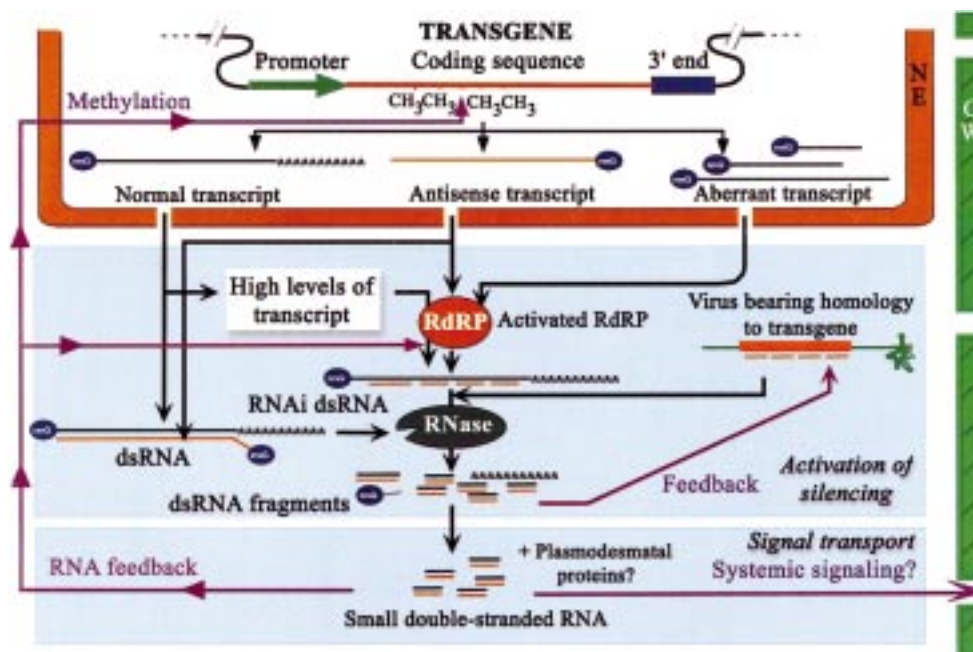 TRANSGENE
Promoter
Coding sequence
3' end
NE
CH3CH3 CH3CH3
Methylation
Normal transcript
Antisense transcript
Aberrant transcript
High levels of
transcript
RdRP
Activated RdRP
Virus bearing homology
to transgene
RNAi dsRNA
RNase
dsRNA
dsRNA fragments
Feedback
Activation of
silencing
RNA feedback
+ Plasmodesmatal
proteins?
Signal transport
Systemic signaling?
Small double-stranded RNA